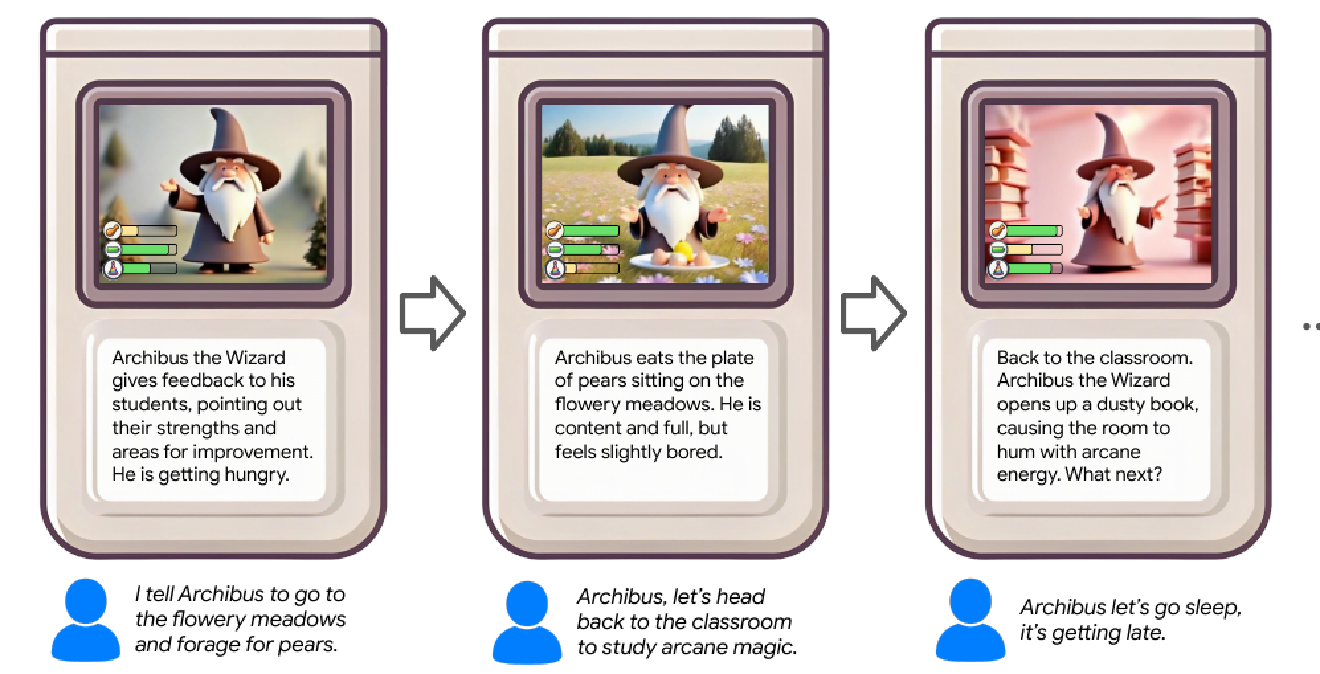 Archibus the Wizard
gives feedback to his
students, pointing out
their strengths and
areas for improvement.
He is getting hungry.
I tell Archibus to go to
the flowery meadows
and forage for pears.
Archibus eats the plate
of pears sitting on the
flowery meadows. He is
content and full, but
feels slightly bored.
Archibus, let's head
back to the classroom
to study arcane magic.
Back to the classroom.
Archibus the Wizard
opens up a dusty book,
causing the room to
hum with arcane
energy. What next?
Archibus let's go sleep,
it's getting late.